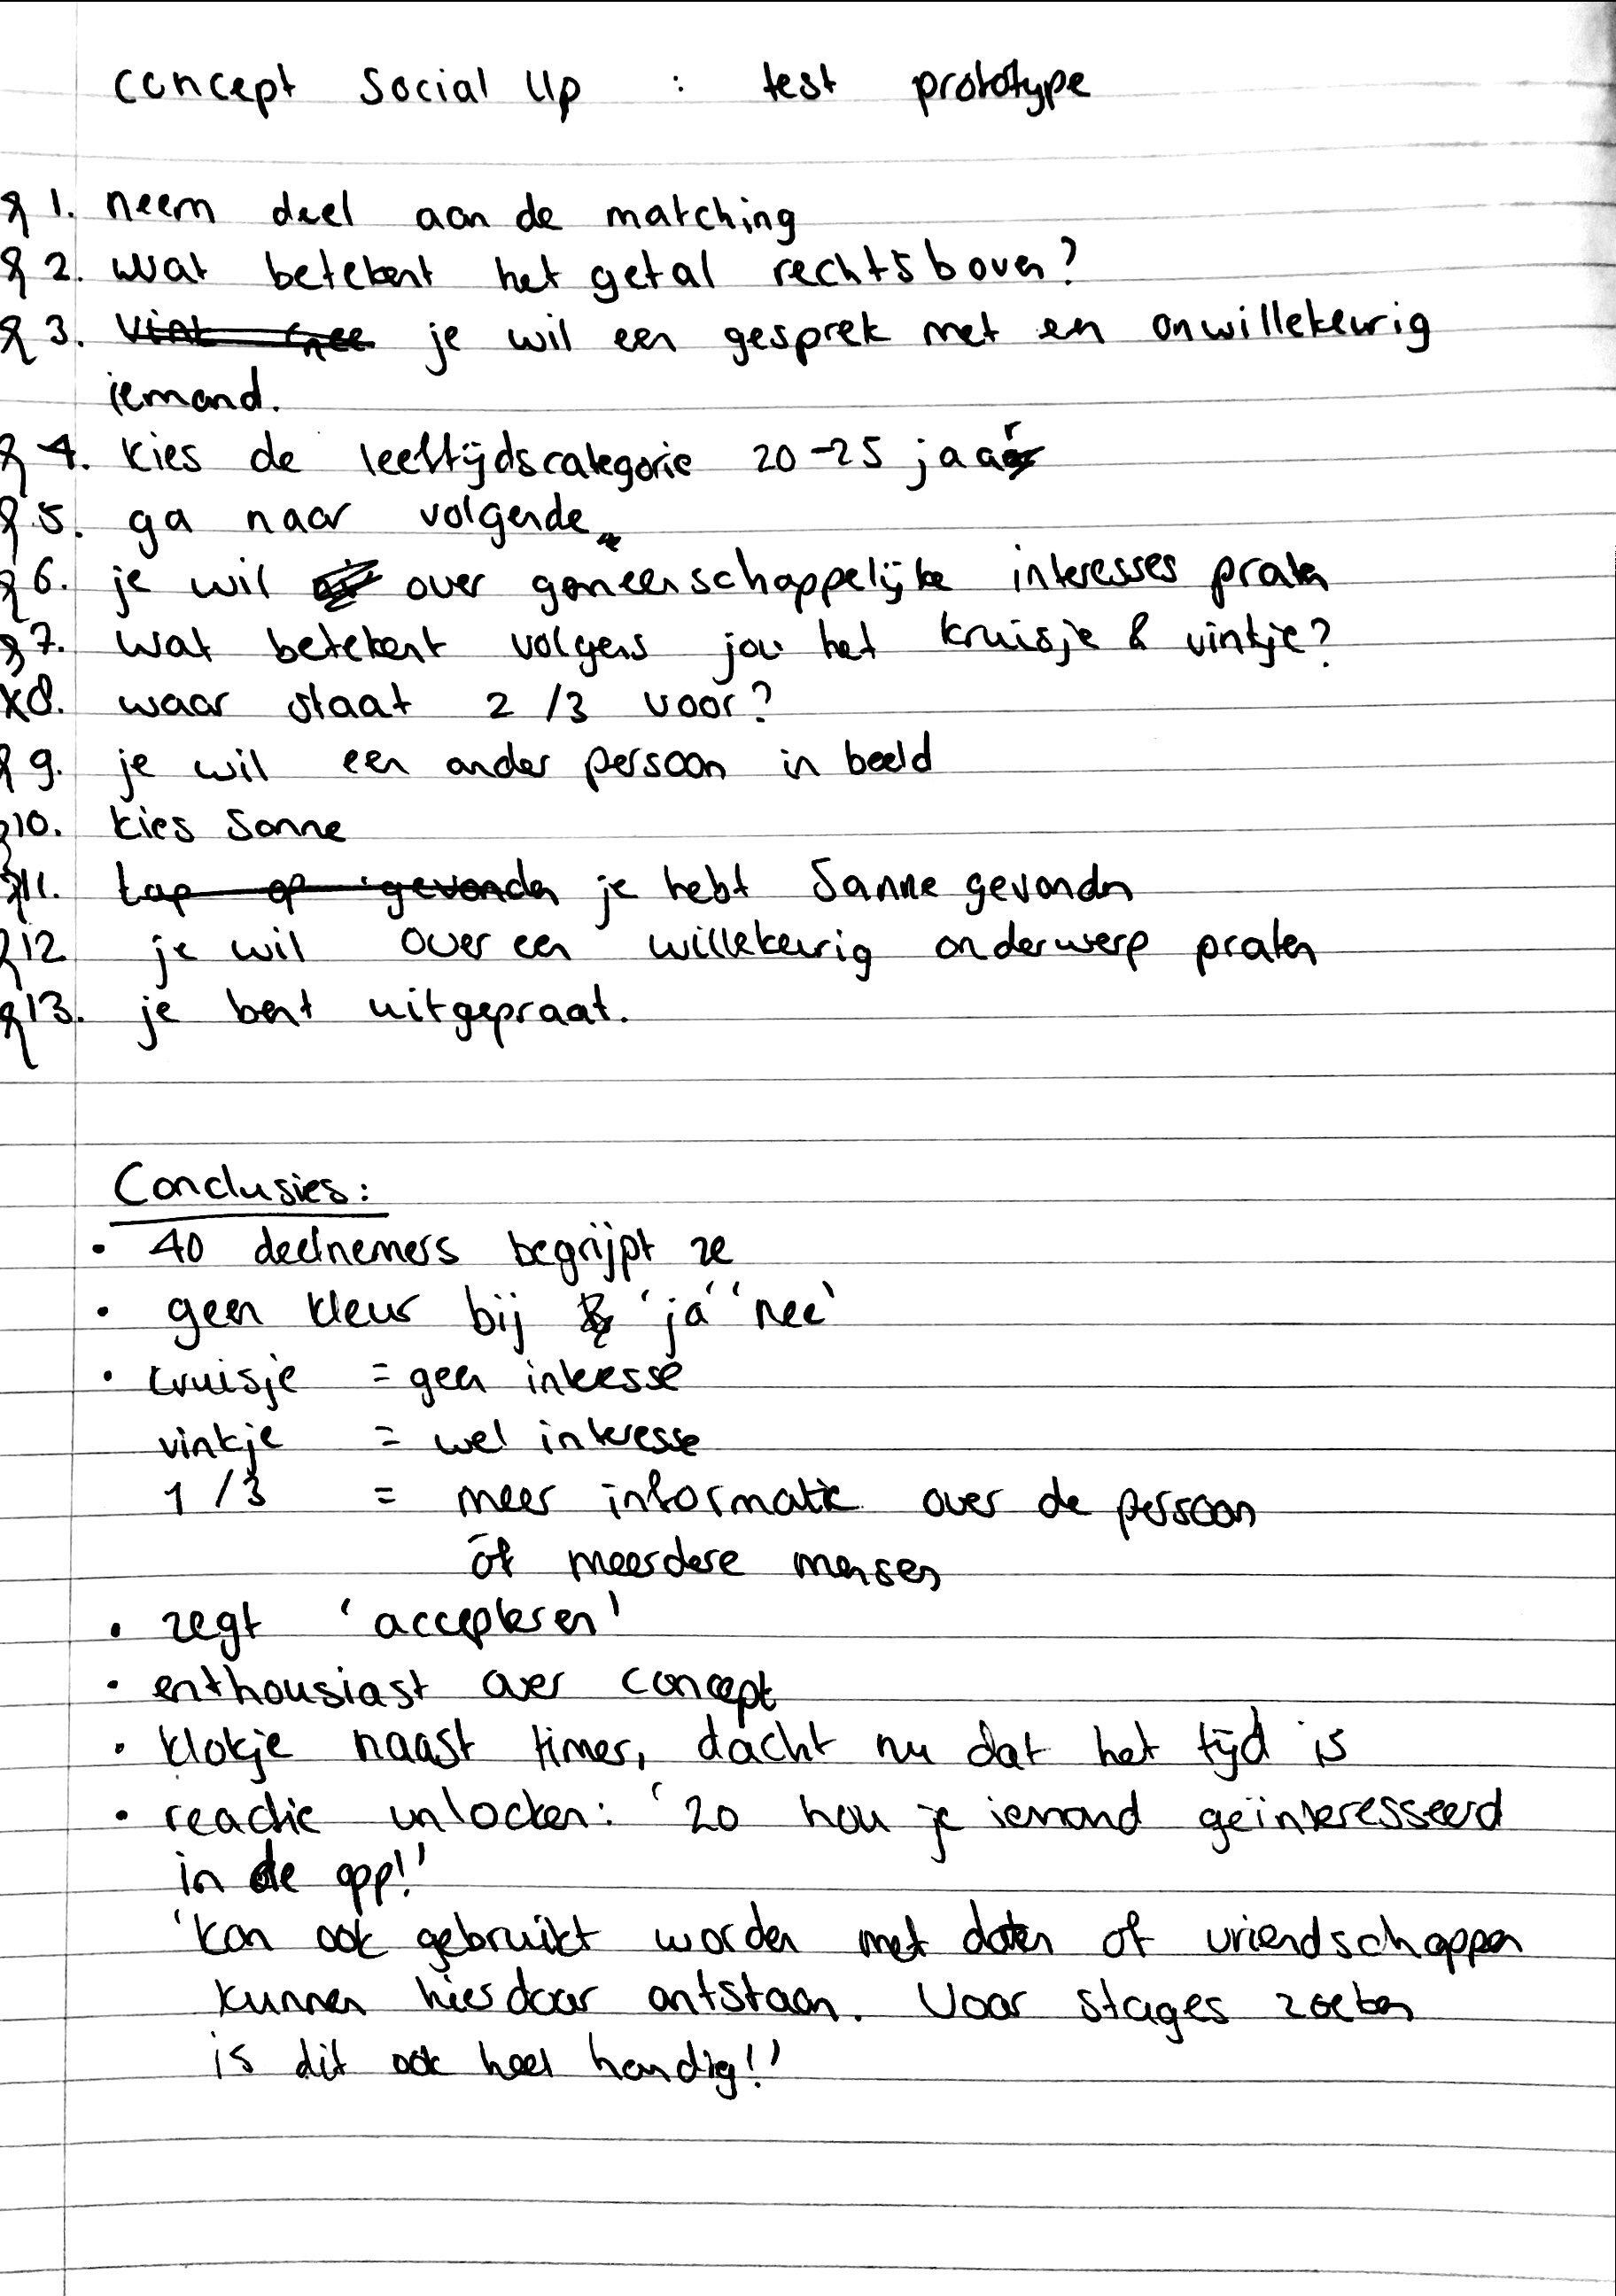 concept Social Up : test prototype
1. neem deel aan de matching
2. wat betekent het getal rechtsboven?
3. vink nee je wil een gesprek met en onwillekeurig
iemand.
4. kies de leeftijdscategorie 20-25 jaar
5. ga naar volgende
6. je wil over gemeenschappelijke interesses praten
7. wat betekent volgens jou het kruisje & vinkje?
x8. waar staat 2/3 voor?
9. je wil een ander persoon in beeld
10. kies Sanne
11. tap op 'gevonden je hebt Sanne gevonden
12 je wil over een willekeurig onderwerp praten
13. je bent uitgepraat.
Conclusies:
• 40 deelnemers begrijpt ze
• geen kleur bij 'ja' 'nee'
• kruisje = geen interesse
vinkje = wel interesse
1/3 = meer informatie over de persoon
óf meerdere mensen
• zegt 'accepteren'
• enthousiast over concept
• klokje naast timer, dacht nu dat het tijd is
• reactie unlocken: 'zo hou je iemand geïnteresseerd
in de app!'
'kan ook gebruikt worden met daten of vriendschappen
kunnen hierdoor ontstaan. Voor stages zoeken
is dit ook heel handig!'